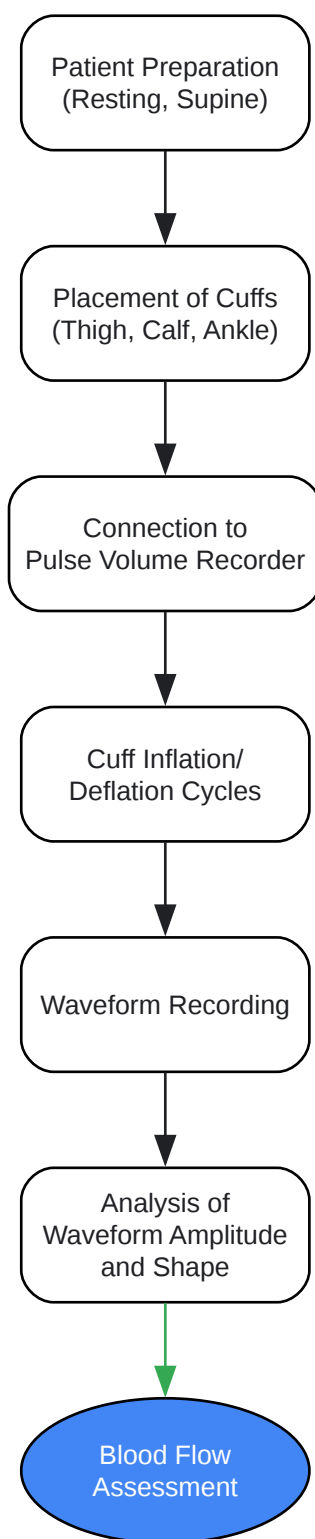 Patient Preparation
(Resting, Supine)
Placement of Cuffs
(Thigh, Calf, Ankle)
Connection to
Pulse Volume Recorder
Cuff Inflation/
Deflation Cycles
Waveform Recording
Analysis of
Waveform Amplitude
and Shape
Blood Flow
Assessment